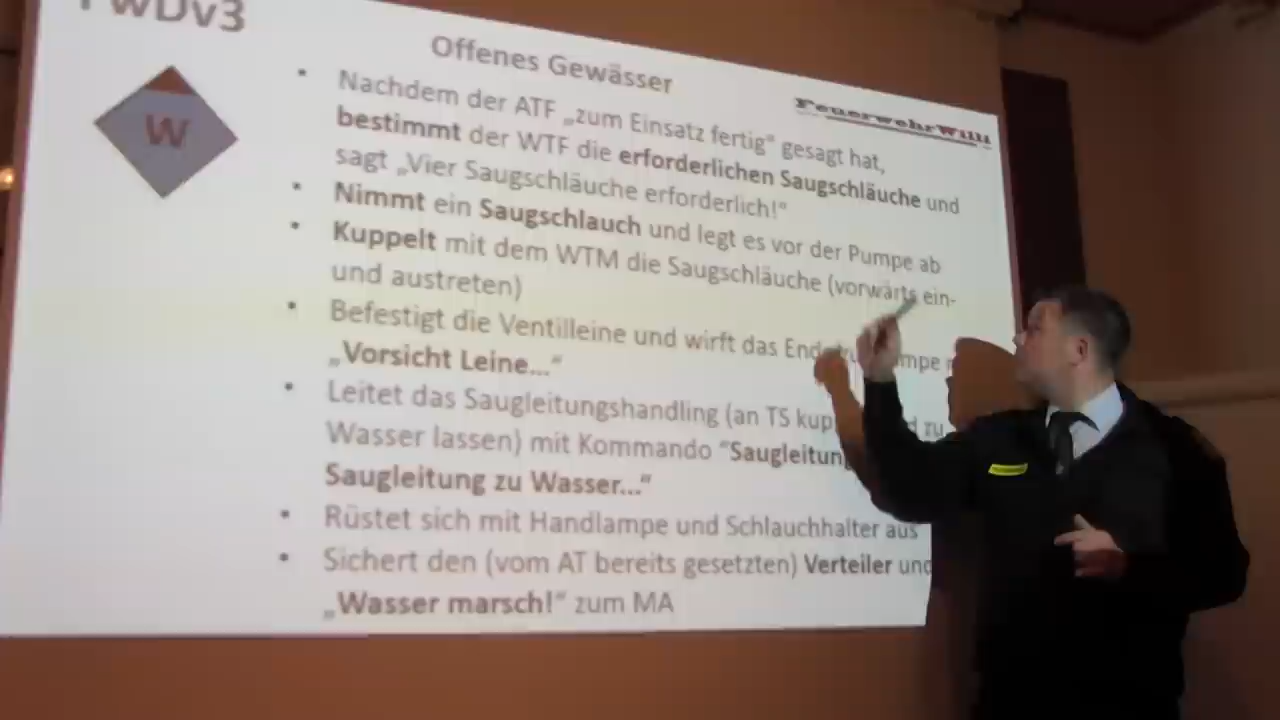 FwDv3
Offenes Gewässer
FeuerwehrWilli
W
• Nachdem der ATF „zum Einsatz fertig“ gesagt hat,
bestimmt der WTF die erforderlichen Saugschläuche und
sagt „Vier Saugschläuche erforderlich!“
• Nimmt ein Saugschlauch und legt es vor der Pumpe ab
• Kuppelt mit dem WTM die Saugschläuche (vorwärts ein-
und austreten)
• Befestigt die Ventilleine und wirft das
„Vorsicht Leine...“
• Leitet das Saugleitungshandling (an TS zu
Wasser lassen) mit Kommando “Saugleitung
Saugleitung zu Wasser...“
• Rüstet sich mit Handlampe und Schlauchhalter aus
• Sichert den (vom AT bereits gesetzten) Verteiler und
„Wasser marsch!“ zum MA